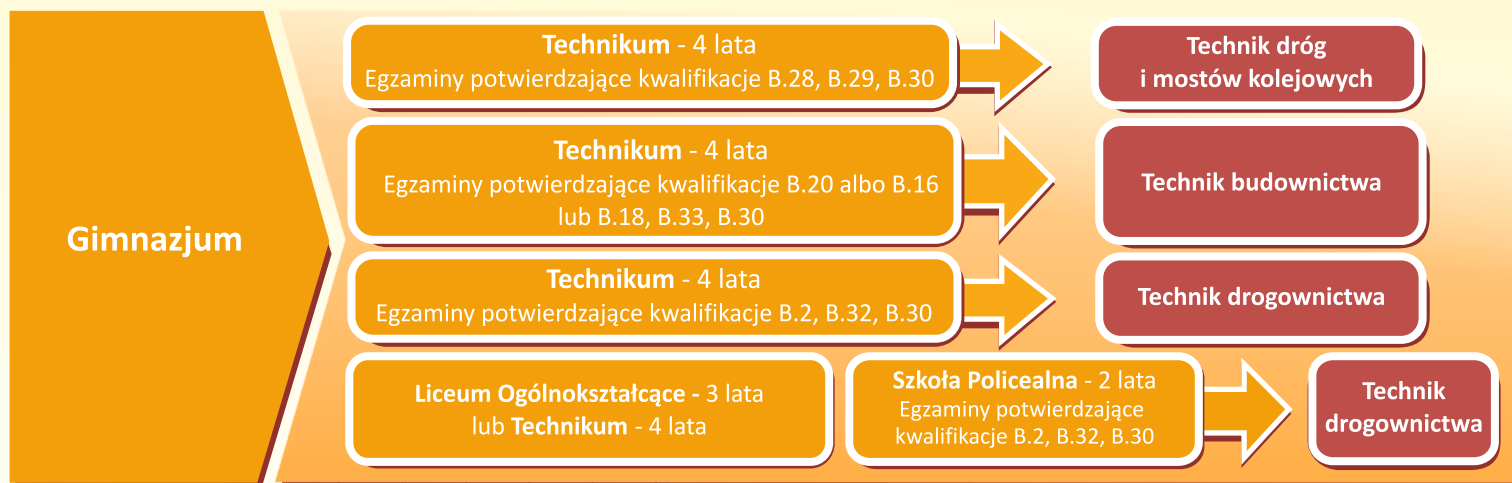 Gimnazjum
Technikum - 4 lata
Egzaminy potwierdzające kwalifikacje B.28, B.29, B.30
Technik dróg
i mostów kolejowych
Technikum - 4 lata
Egzaminy potwierdzające kwalifikacje B.20 albo B.16
lub B.18, B.33, B.30
Technik budownictwa
Technikum - 4 lata
Egzaminy potwierdzające kwalifikacje B.2, B.32, B.30
Technik drogownictwa
Liceum Ogólnokształcące - 3 lata
lub Technikum - 4 lata
Szkoła Policealna - 2 lata
Egzaminy potwierdzające
kwalifikacje B.2, B.32, B.30
Technik
drogownictwa